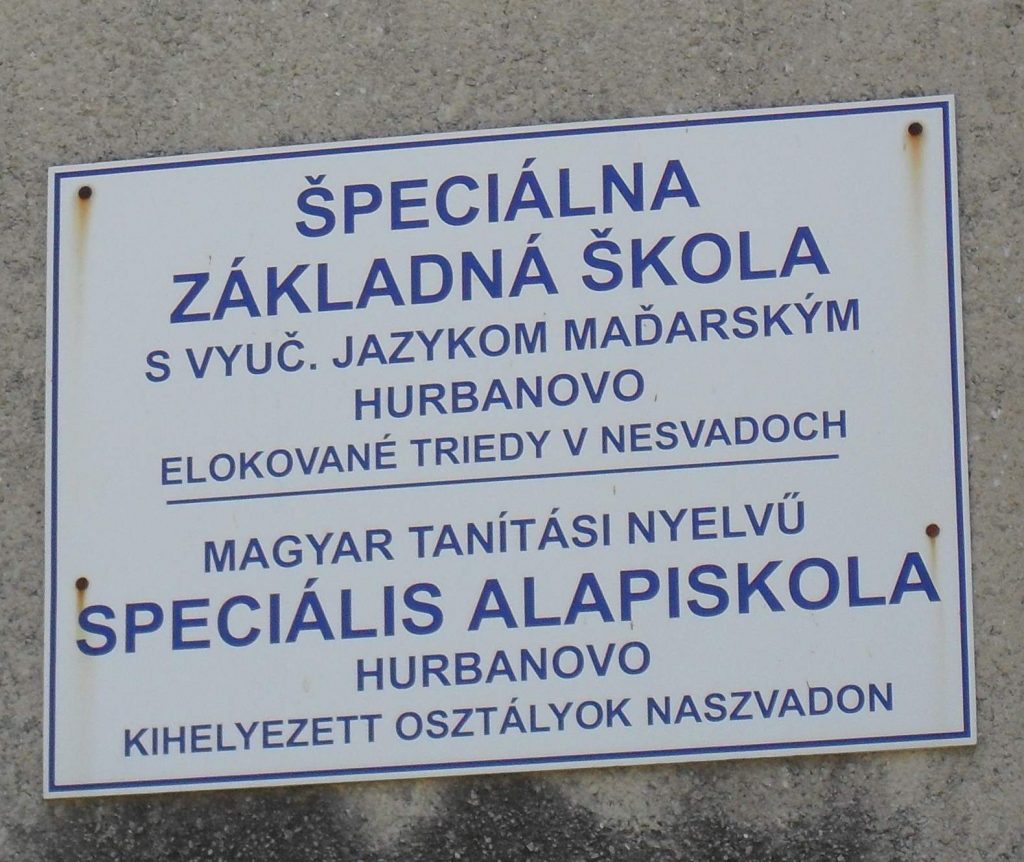 ŠPECIÁLNA
ZÁKLADNÁ ŠKOLA
S VYUČ. JAZYKOM MAĎARSKÝM
HURBANOVO
ELOKOVANÉ TRIEDY V NESVADOCH
MAGYAR TANÍTÁSI NYELVŰ
SPECIÁLIS ALAPISKOLA
HURBANOVO
KIHELYEZETT OSZTÁLYOK NASZVADON